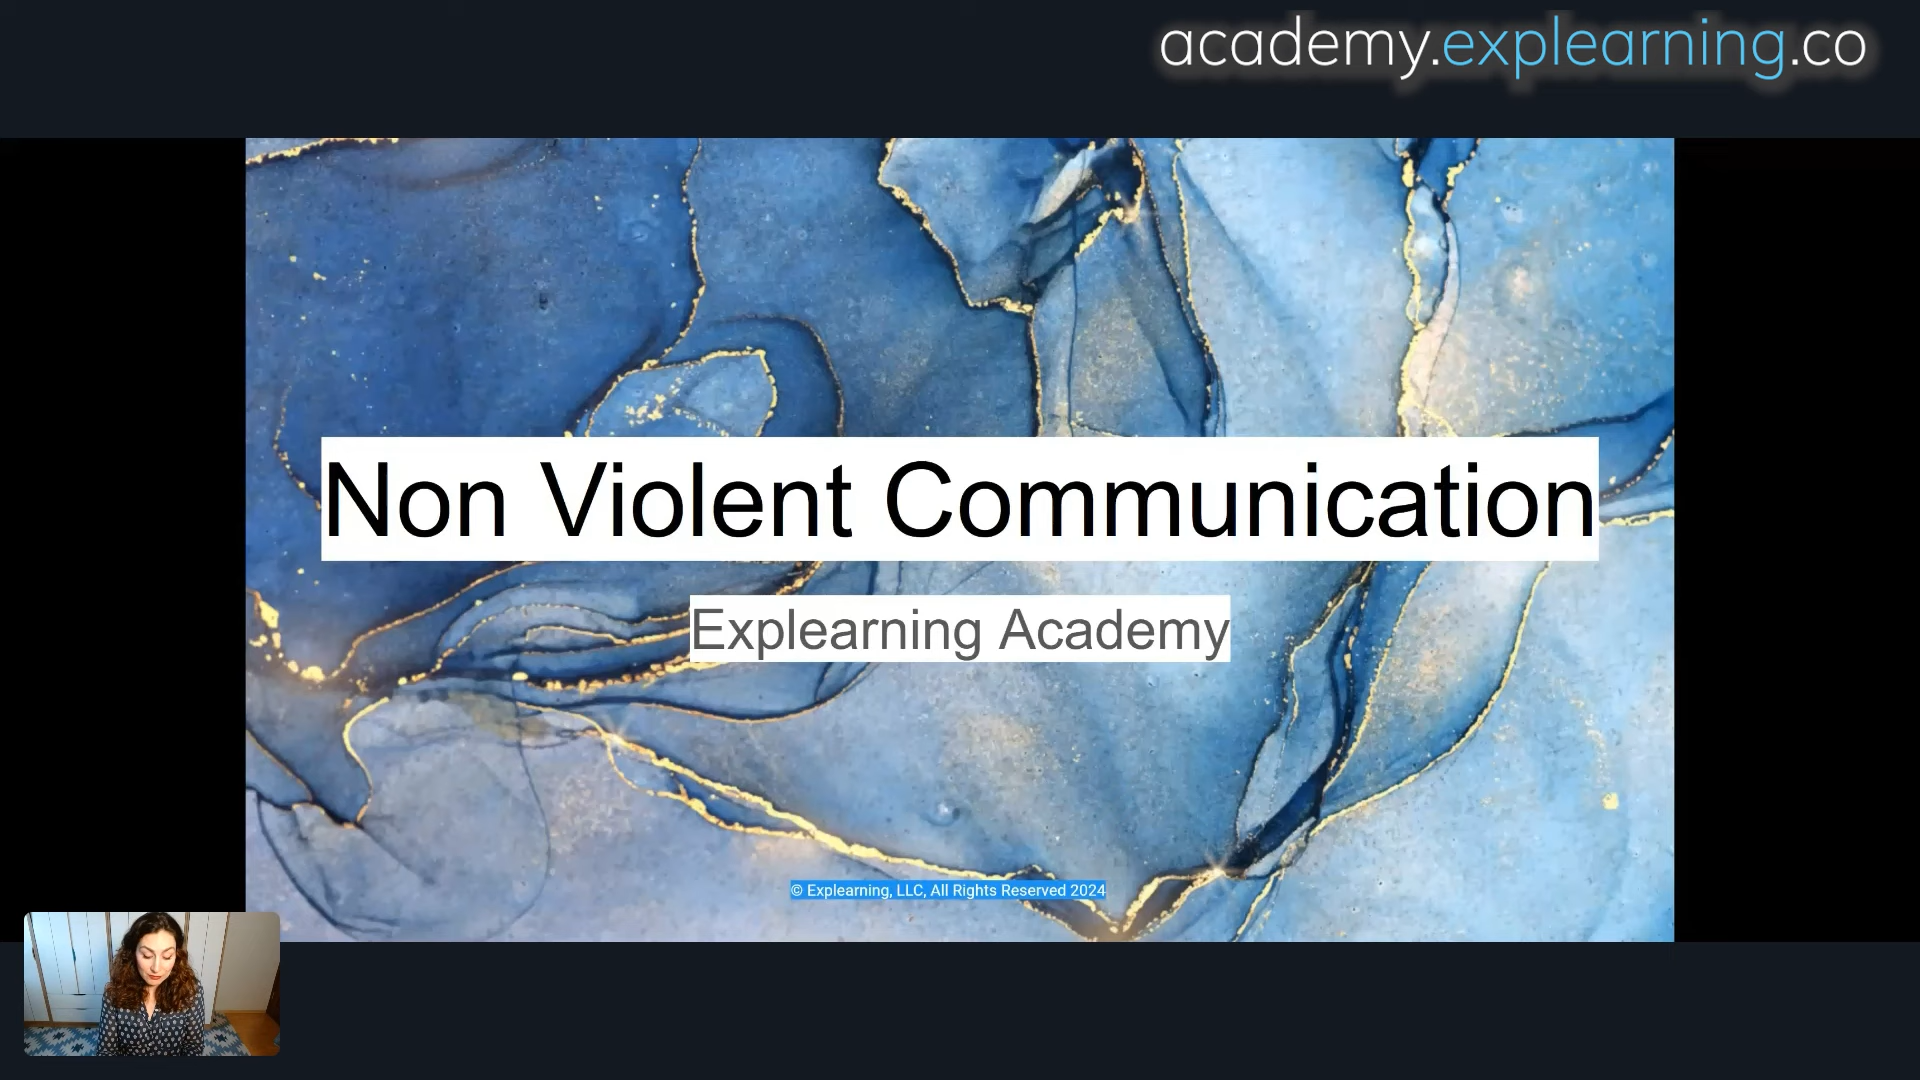 academy.explearning.co
Non Violent Communication
Explearning Academy
© Explearning, LLC, All Rights Reserved 2024